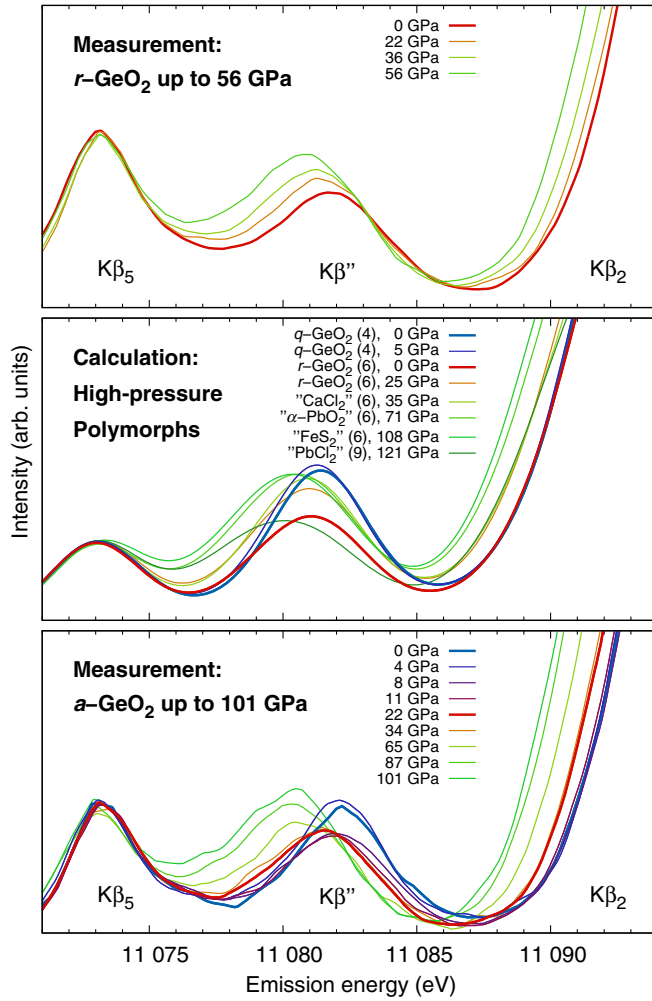 Measurement:
r–GeO₂ up to 56 GPa
0 GPa
22 GPa
36 GPa
56 GPa
Kβ₅
Kβ''
Kβ₂
Calculation:
High-pressure
Polymorphs
q–GeO₂ (4), 0 GPa
q–GeO₂ (4), 5 GPa
r–GeO₂ (6), 0 GPa
r–GeO₂ (6), 25 GPa
"CaCl₂" (6), 35 GPa
"α–PbO₂" (6), 71 GPa
"FeS₂" (6), 108 GPa
"PbCl₂" (9), 121 GPa
Intensity (arb. units)
Measurement:
a–GeO₂ up to 101 GPa
0 GPa
4 GPa
8 GPa
11 GPa
22 GPa
34 GPa
65 GPa
87 GPa
101 GPa
Kβ₅
Kβ''
Kβ₂
11 075 11 080 11 085 11 090
Emission energy (eV)